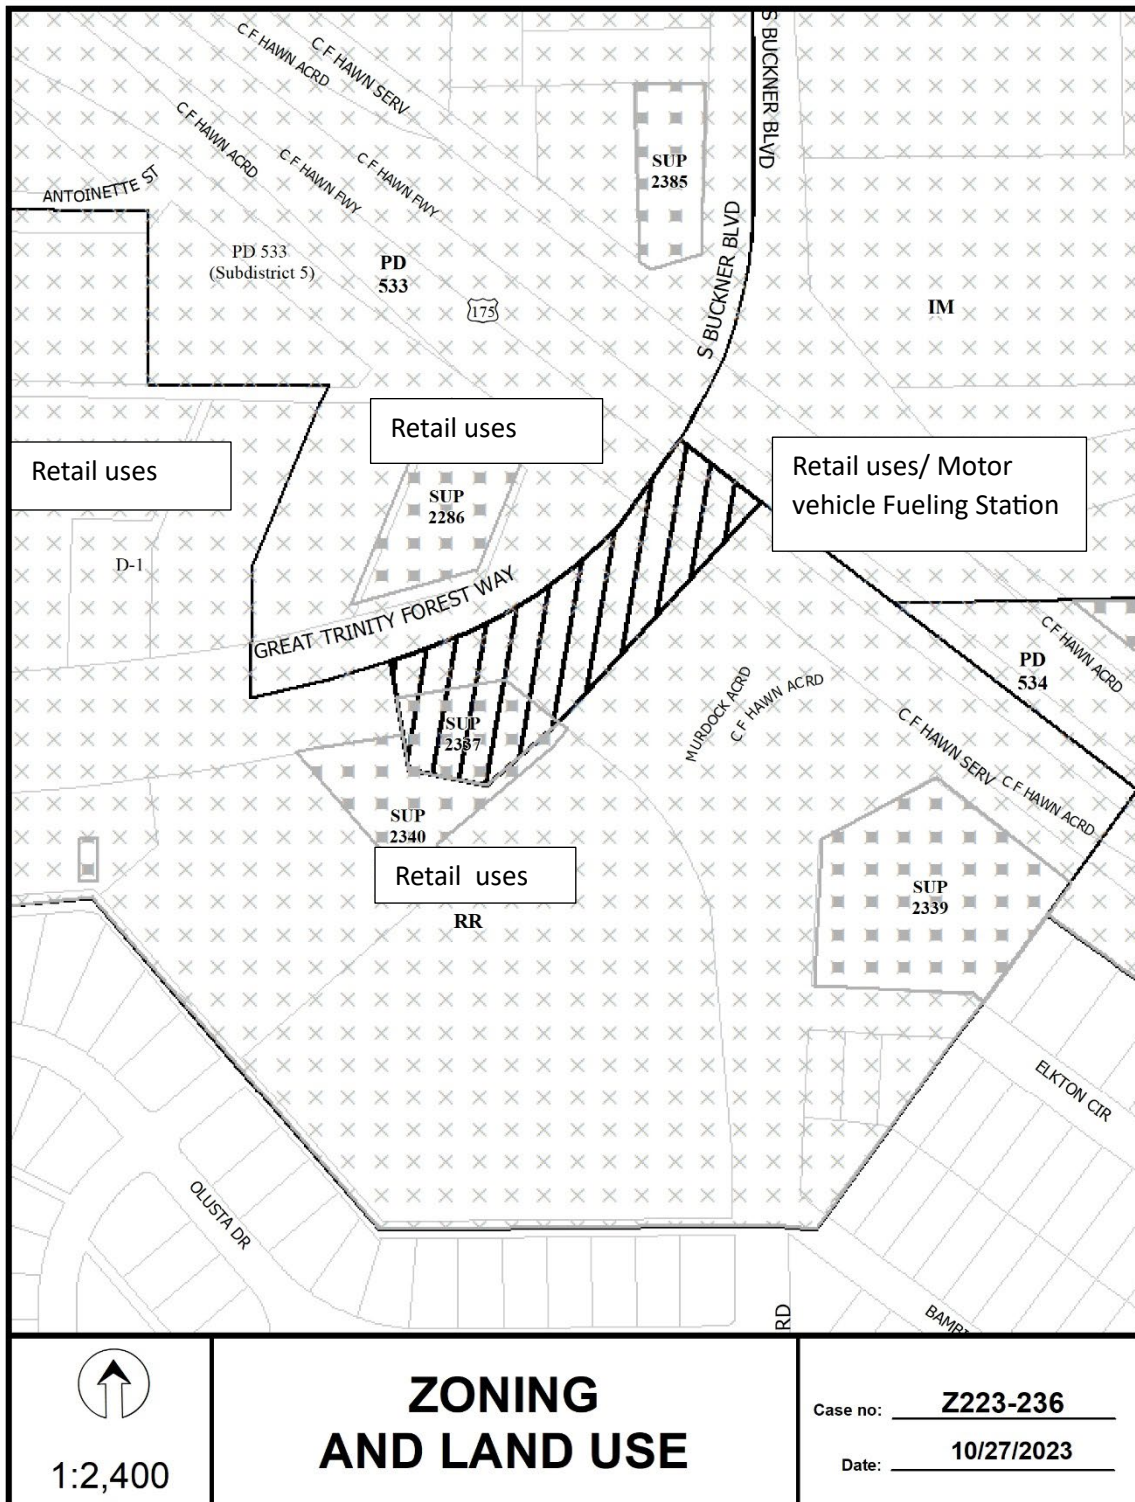 C F HAWN ACRD
C F HAWN SERV
S BUCKNER BLVD
C F HAWN ACRD
C F HAWN FWY
C F HAWN FWY
SUP
2385
ANTOINETTE ST
PD 533
(Subdistrict 5)
PD
533
175
S BUCKNER BLVD
IM
Retail uses
Retail uses
Retail uses/ Motor
vehicle Fueling Station
SUP
2286
D-1
GREAT TRINITY FOREST WAY
C F HAWN ACRD
PD
534
MURDOCK ACRD
C F HAWN ACRD
SUP
2337
C F HAWN SERV
C F HAWN ACRD
SUP
2340
Retail uses
RR
SUP
2339
ELKTON CIR
OLUSTA DR
RD
1:2,400
ZONING
AND LAND USE
Case no: Z223-236
Date: 10/27/2023